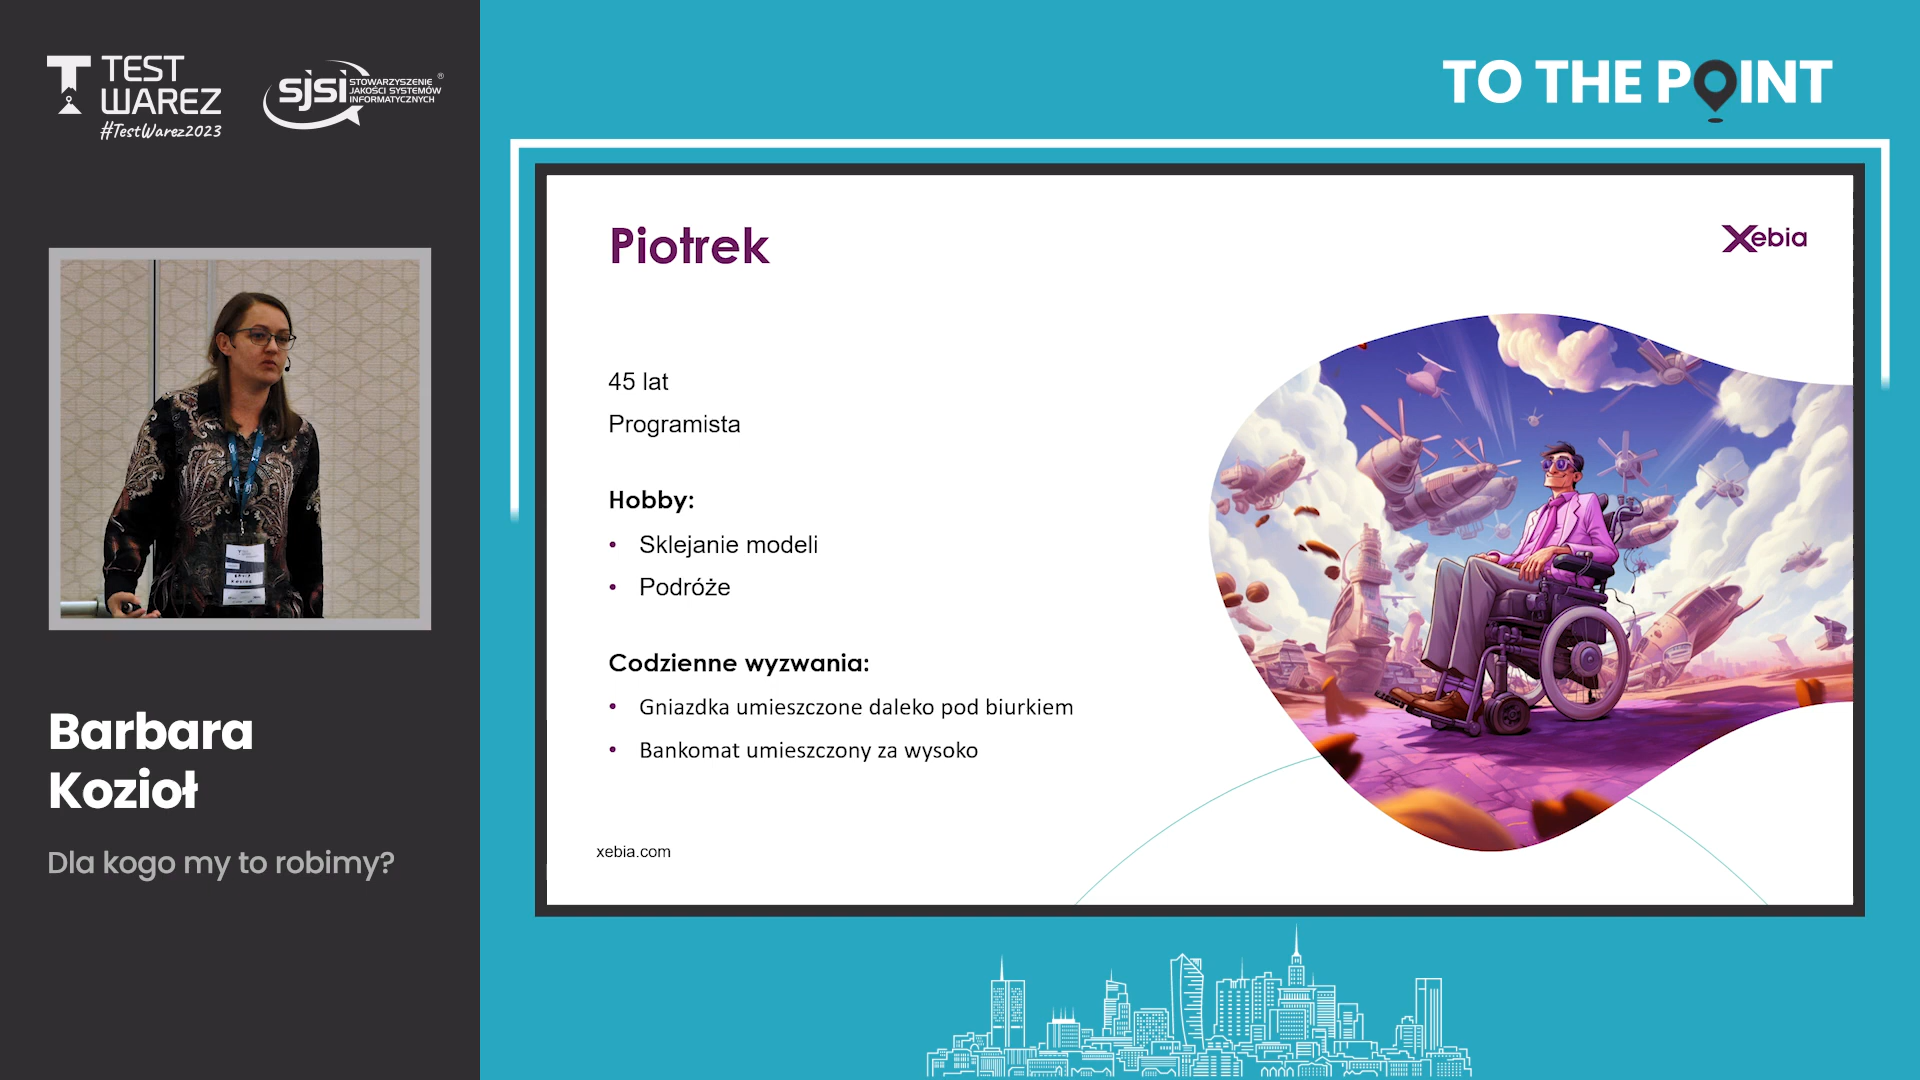 TEST
WAREZ
#TestWarez2023
sjsi STOWARZYSZENIE
JAKOŚCI SYSTEMÓW
INFORMATYCZNYCH
®
TO THE POINT
Piotrek
Xebia
45 lat
Programista
Hobby:
• Sklejanie modeli
• Podróże
Codzienne wyzwania:
• Gniazdka umieszczone daleko pod biurkiem
• Bankomat umieszczony za wysoko
xebia.com
Barbara
Kozioł
Dla kogo my to robimy?